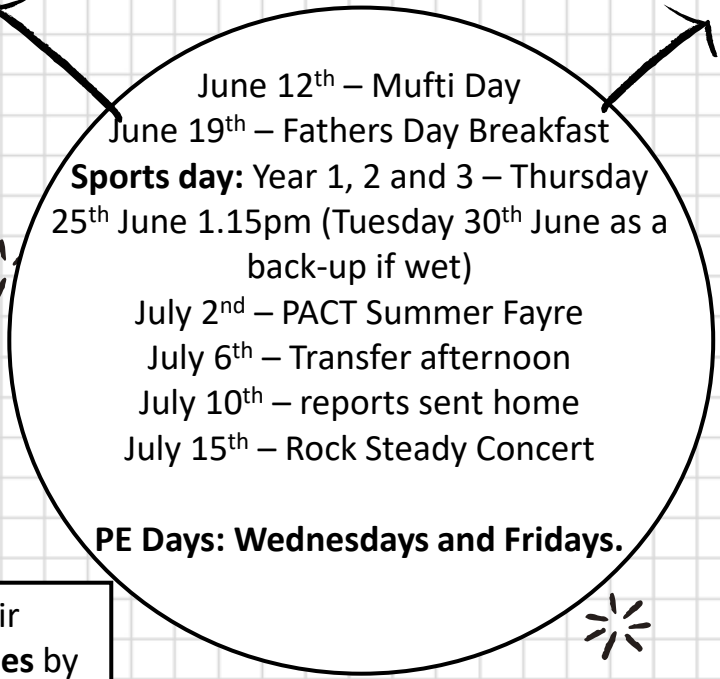 June 12th – Mufti Day
June 19th – Fathers Day Breakfast
Sports day: Year 1, 2 and 3 – Thursday
25th June 1.15pm (Tuesday 30th June as a
back-up if wet)
July 2nd – PACT Summer Fayre
July 6th – Transfer afternoon
July 10th – reports sent home
July 15th – Rock Steady Concert
PE Days: Wednesdays and Fridays.
by